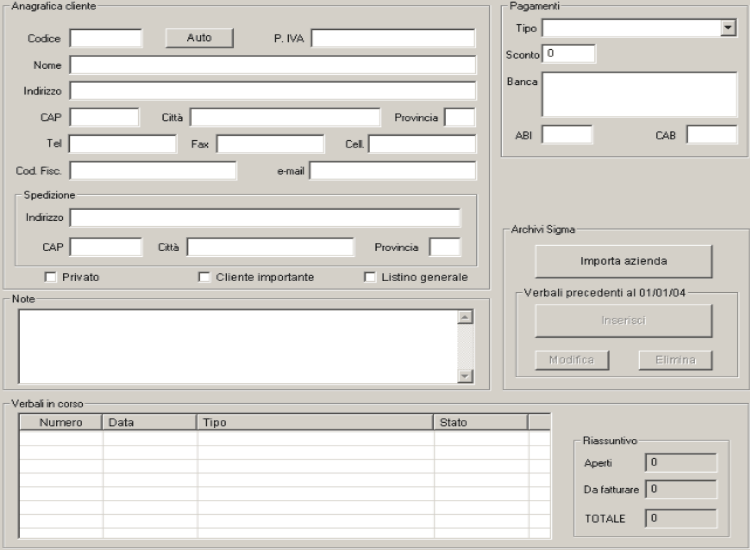 Anagrafica cliente
Codice Auto P. IVA
Nome
Indirizzo
CAP Città Provincia
Tel Fax Cell.
Cod. Fisc. e-mail
Spedizione
Indirizzo
CAP Città Provincia
Privato Cliente importante Listino generale
Note
Pagamenti
Tipo
Sconto 0
Banca
ABI CAB
Archivi Sigma
Importa azienda
Verbali precedenti al 01/01/04
Inserisci
Modifica Elimina
Verbali in corso
Numero Data Tipo Stato
Riassuntivo
Aperti 0
Da fatturare 0
TOTALE 0